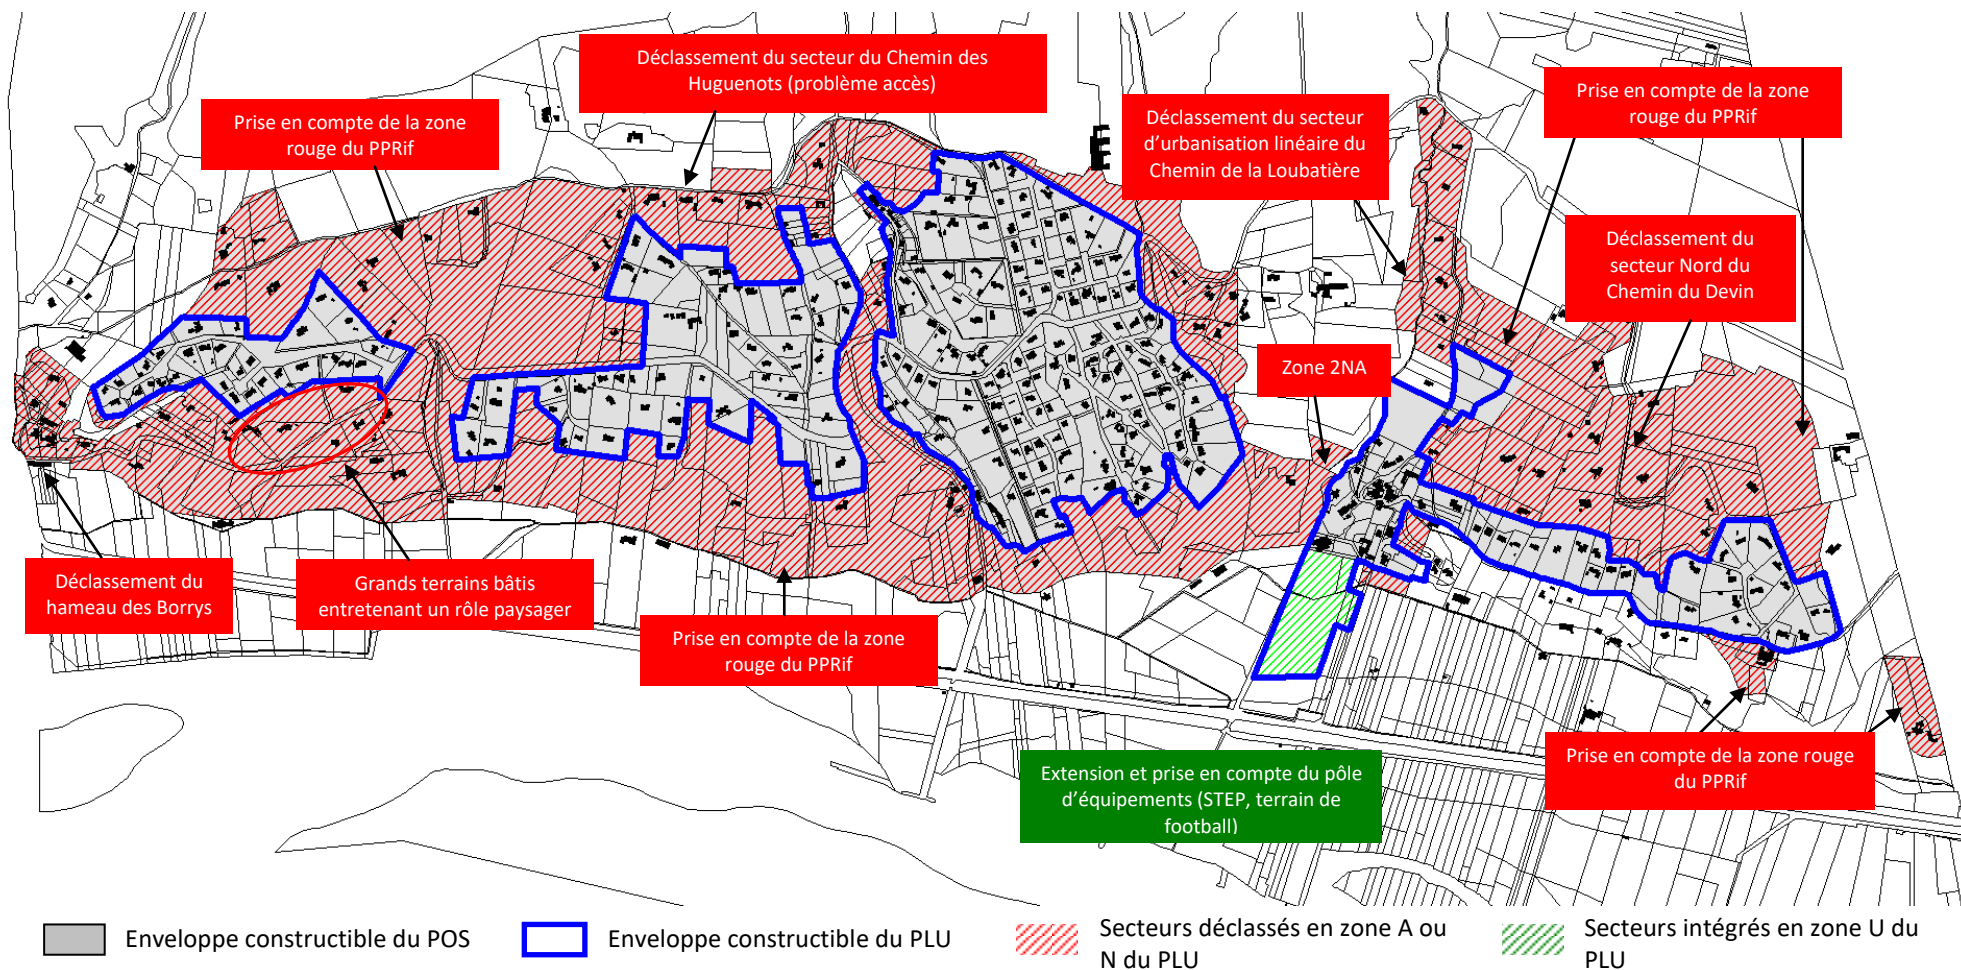 Déclassement du secteur du Chemin des
Huguenots (problème accès)
Prise en compte de la zone
rouge du PPRif
Déclassement du secteur
d’urbanisation linéaire du
Chemin de la Loubatière
Prise en compte de la zone
rouge du PPRif
Déclassement du
secteur Nord du
Chemin du Devin
Zone 2NA
Déclassement du
hameau des Borrys
Grands terrains bâtis
entretenant un rôle paysager
Prise en compte de la zone
rouge du PPRif
Extension et prise en compte du pôle
d’équipements (STEP, terrain de
football)
Prise en compte de la zone rouge
du PPRif
Enveloppe constructible du POS
Enveloppe constructible du PLU
Secteurs déclassés en zone A ou
N du PLU
Secteurs intégrés en zone U du
PLU